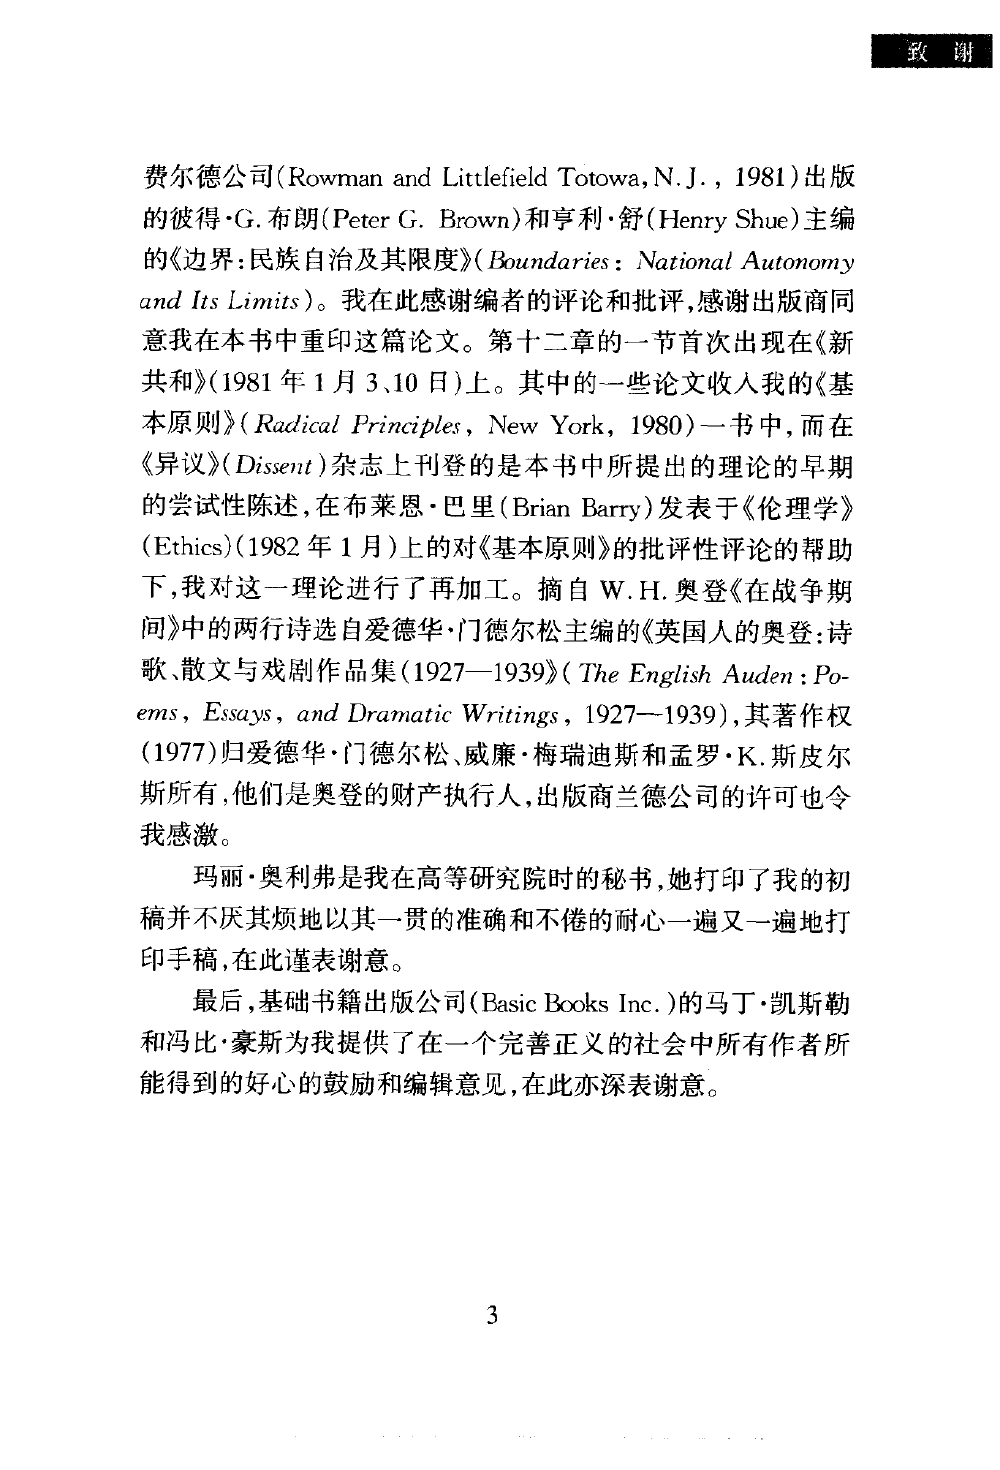 致 谢
费尔德公司(Rowman and Littlefield Totowa,N.J., 1981)出版
的彼得·G.布朗(Peter G. Brown)和亨利·舒(Henry Shue)主编
的《边界:民族自治及其限度》(Boundaries: National Autonomy
and Its Limits)。我在此感谢编者的评论和批评,感谢出版商同
意我在本书中重印这篇论文。第十二章的一节首次出现在《新
共和》(1981 年 1 月 3、10 日)上。其中的一些论文收入我的《基
本原则》(Radical Principles, New York, 1980)一书中,而在
《异议》(Dissent)杂志上刊登的是本书中所提出的理论的早期
的尝试性陈述,在布莱恩·巴里(Brian Barry)发表于《伦理学》
(Ethics)(1982 年 1 月)上的对《基本原则》的批评性评论的帮助
下,我对这一理论进行了再加工。摘自 W.H.奥登《在战争期
间》中的两行诗选自爱德华·门德尔松主编的《英国人的奥登:诗
歌、散文与戏剧作品集(1927—1939)》(The English Auden:Po-
ems, Essays, and Dramatic Writings, 1927—1939),其著作权
(1977)归爱德华·门德尔松、威廉·梅瑞迪斯和孟罗·K.斯皮尔
斯所有,他们是奥登的财产执行人,出版商兰德公司的许可也令
我感激。
玛丽·奥利弗是我在高等研究院时的秘书,她打印了我的初
稿并不厌其烦地以其一贯的准确和不倦的耐心一遍又一遍地打
印手稿,在此谨表谢意。
最后,基础书籍出版公司(Basic Books Inc.)的马丁·凯斯勒
和冯比·豪斯为我提供了在一个完善正义的社会中所有作者所
能得到的好心的鼓励和编辑意见,在此亦深表谢意。
3